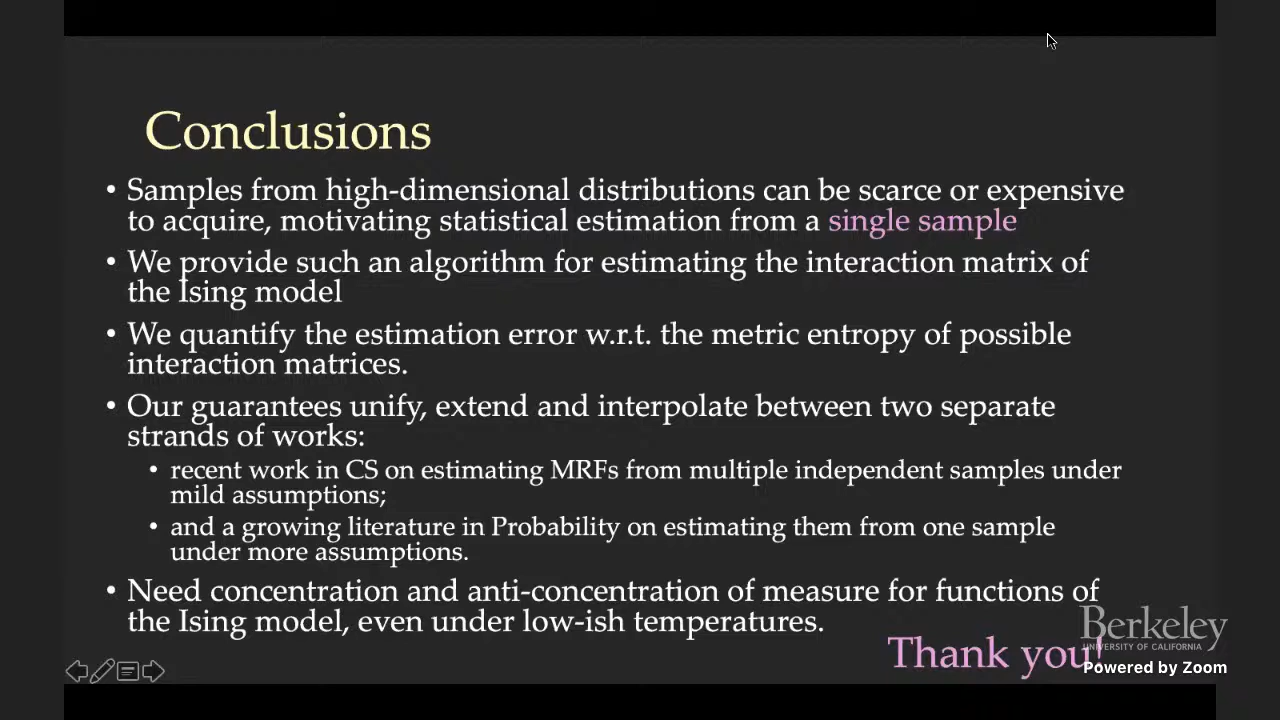 Conclusions
• Samples from high-dimensional distributions can be scarce or expensive
to acquire, motivating statistical estimation from a single sample
• We provide such an algorithm for estimating the interaction matrix of
the Ising model
• We quantify the estimation error w.r.t. the metric entropy of possible
interaction matrices.
• Our guarantees unify, extend and interpolate between two separate
strands of works:
• recent work in CS on estimating MRFs from multiple independent samples under
mild assumptions;
• and a growing literature in Probability on estimating them from one sample
under more assumptions.
• Need concentration and anti-concentration of measure for functions of
the Ising model, even under low-ish temperatures.
Thank you!
Berkeley
UNIVERSITY OF CALIFORNIA
Powered by Zoom